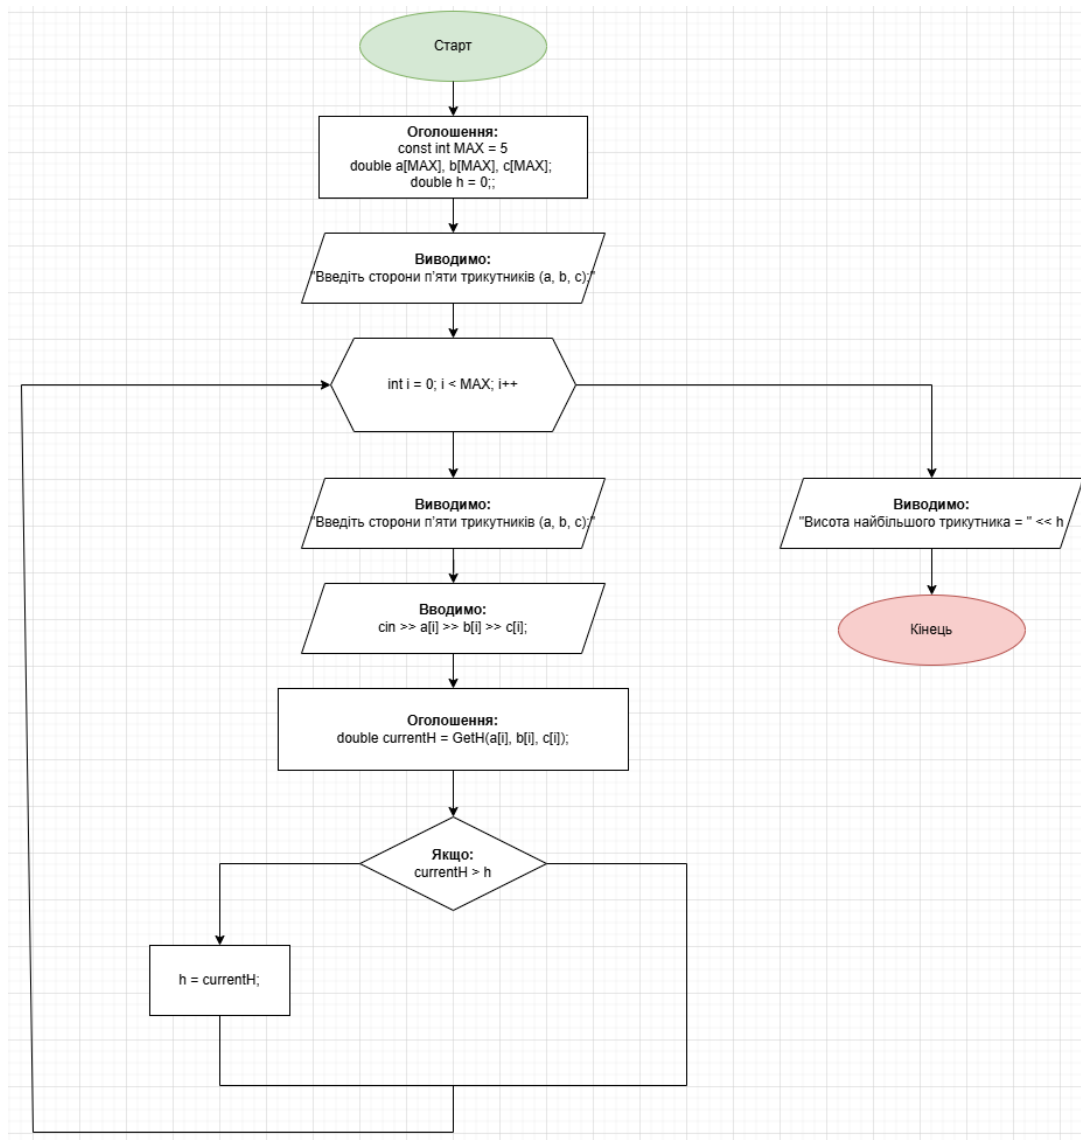 Старт
Оголошення:
const int MAX = 5
double a[MAX], b[MAX], c[MAX];
double h = 0;;
Виводимо:
"Введіть сторони п'яти трикутників (a, b, c):"
int i = 0; i < MAX; i++
Виводимо:
"Введіть сторони п'яти трикутників (a, b, c):"
Вводимо:
cin >> a[i] >> b[i] >> c[i];
Оголошення:
double currentH = GetH(a[i], b[i], c[i]);
Якщо:
currentH > h
h = currentH;
Виводимо:
"Висота найбільшого трикутника = " << h
Кінець